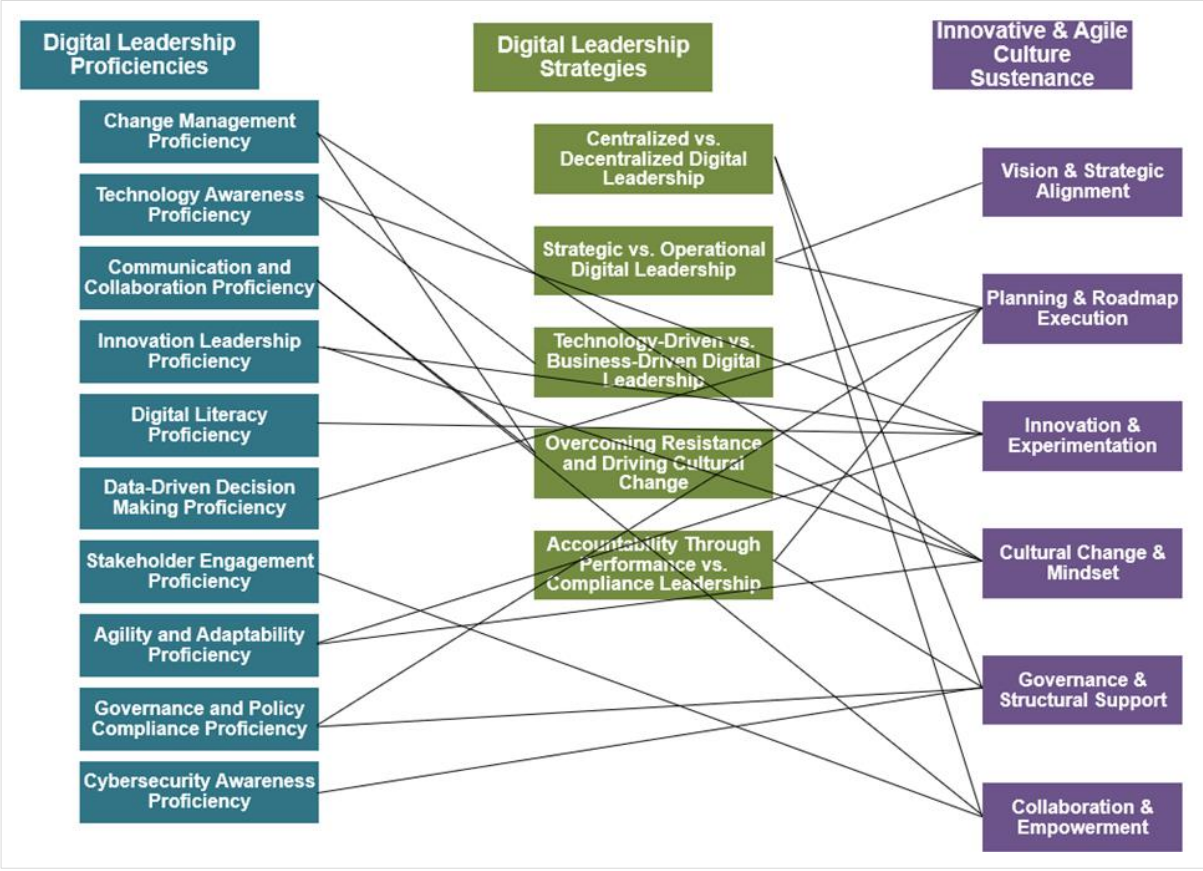 Digital Leadership
Proficiencies
Change Management
Proficiency
Technology Awareness
Proficiency
Communication and
Collaboration Proficiency
Innovation Leadership
Proficiency
Digital Literacy
Proficiency
Data-Driven Decision
Making Proficiency
Stakeholder Engagement
Proficiency
Agility and Adaptability
Proficiency
Governance and Policy
Compliance Proficiency
Cybersecurity Awareness
Proficiency
Digital Leadership
Strategies
Centralized vs.
Decentralized Digital
Leadership
Strategic vs. Operational
Digital Leadership
Technology-Driven vs.
Business-Driven Digital
Leadership
Overcoming Resistance
and Driving Cultural
Change
Accountability Through
Performance vs.
Compliance Leadership
Innovative & Agile
Culture
Sustenance
Vision & Strategic
Alignment
Planning & Roadmap
Execution
Innovation &
Experimentation
Cultural Change &
Mindset
Governance &
Structural Support
Collaboration &
Empowerment